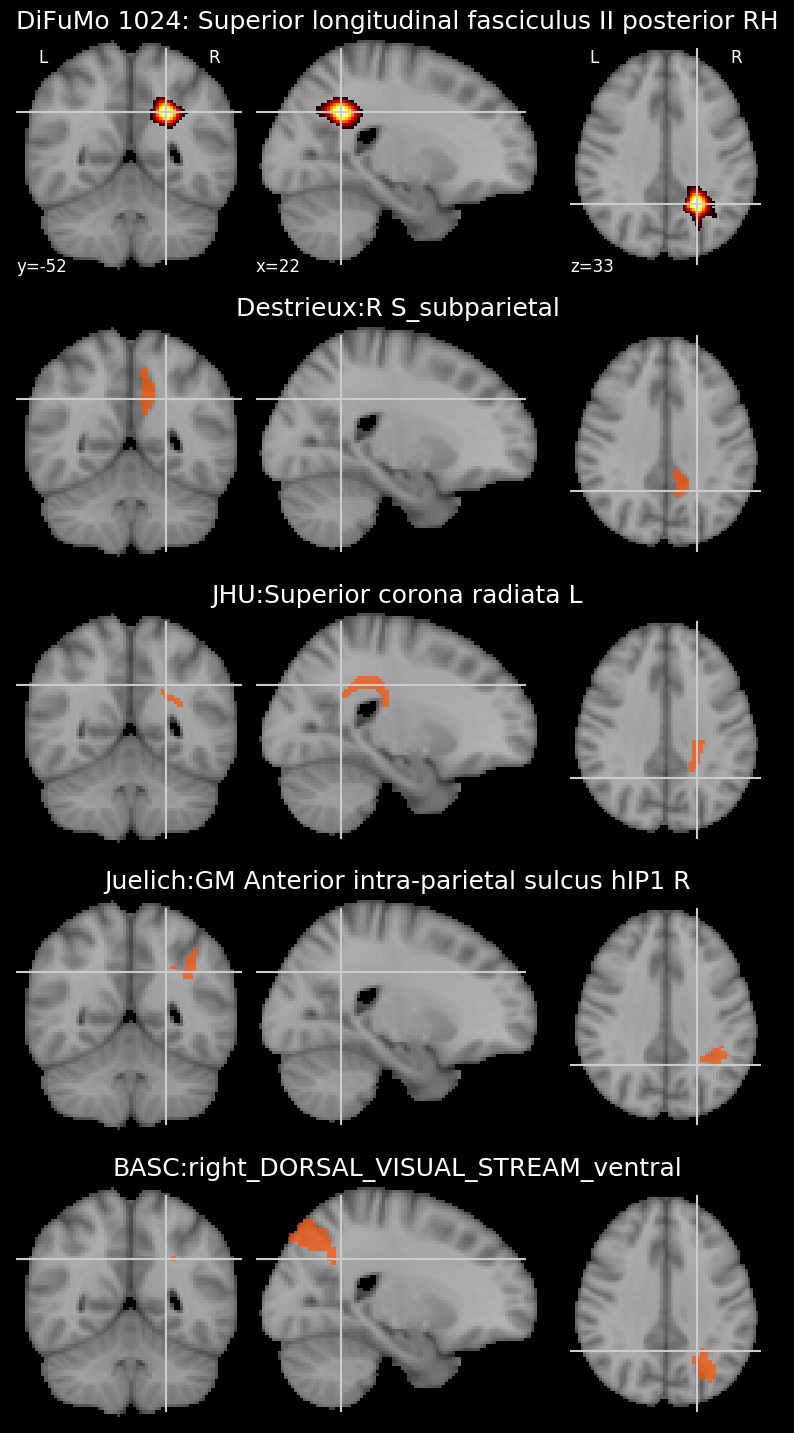 DiFuMo 1024: Superior longitudinal fasciculus II posterior RH
L R L R
y=-52 x=22 z=33
Destrieux:R S_subparietal
JHU:Superior corona radiata L
Juelich:GM Anterior intra-parietal sulcus hIP1 R
BASC:right_DORSAL_VISUAL_STREAM_ventral